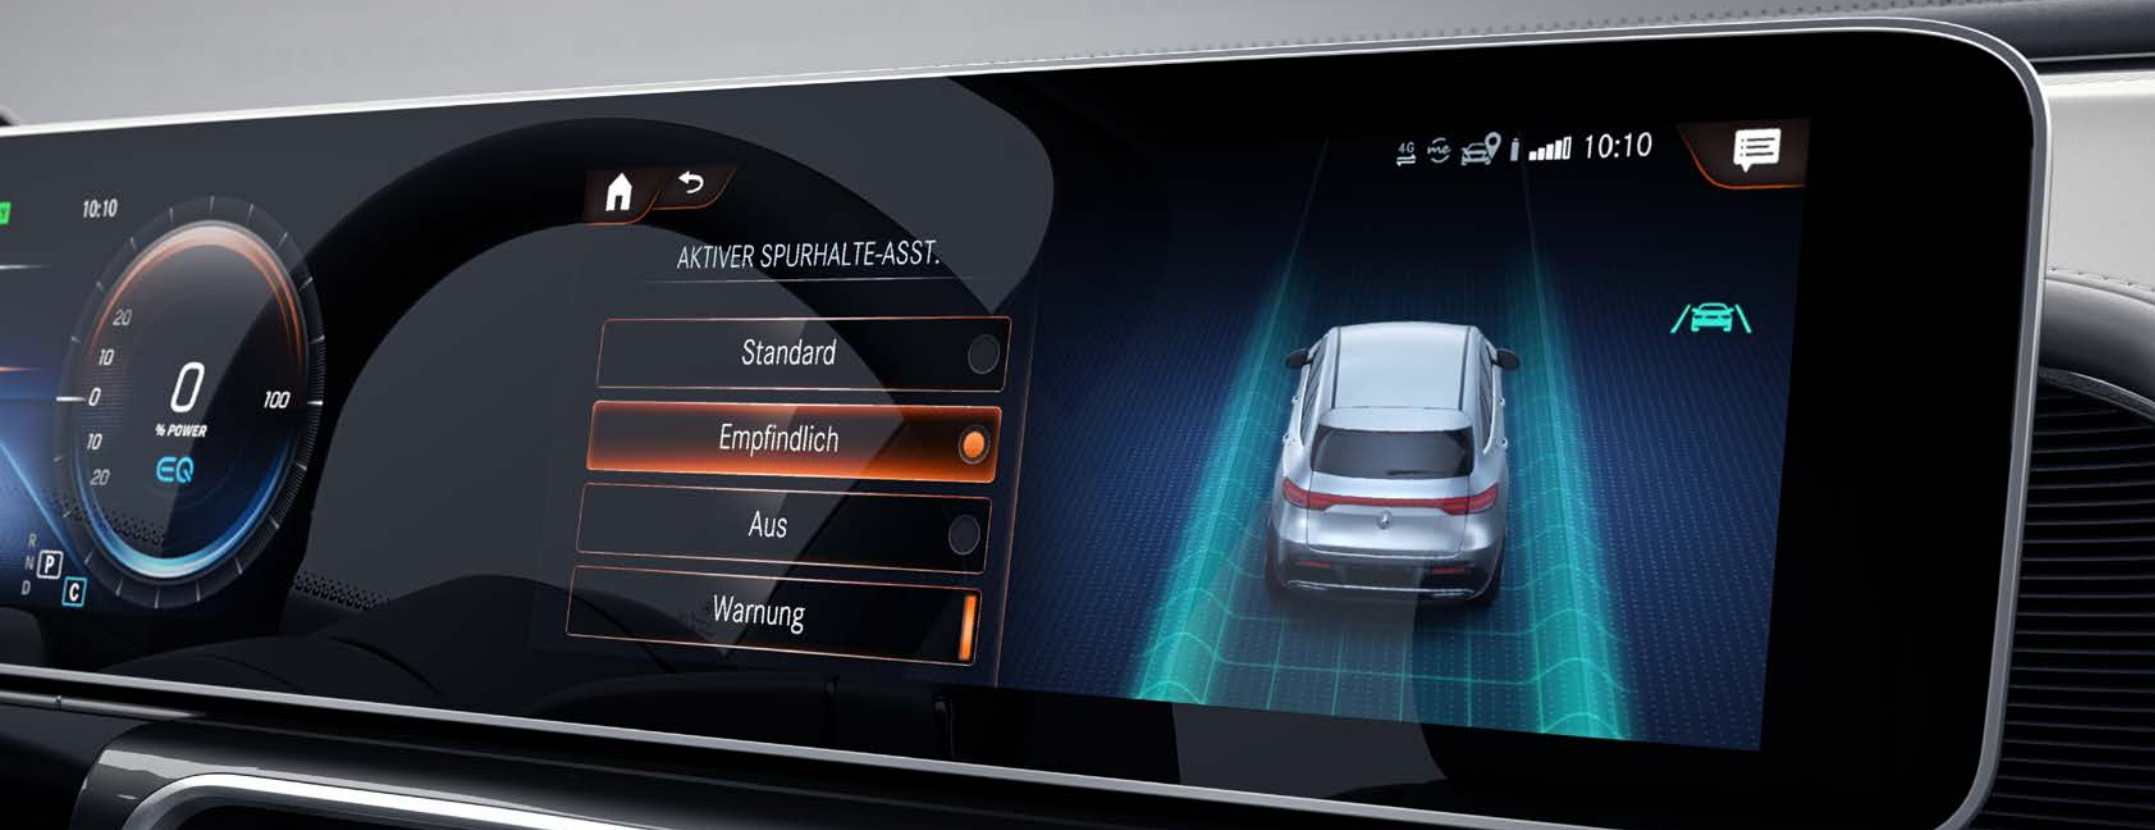 10:10
20
10
0
10
20
0
% POWER
EQ
100
R
N
P
D
C
AKTIVER SPURHALTE-ASST.
Standard
Empfindlich
Aus
Warnung
4G
me
10:10